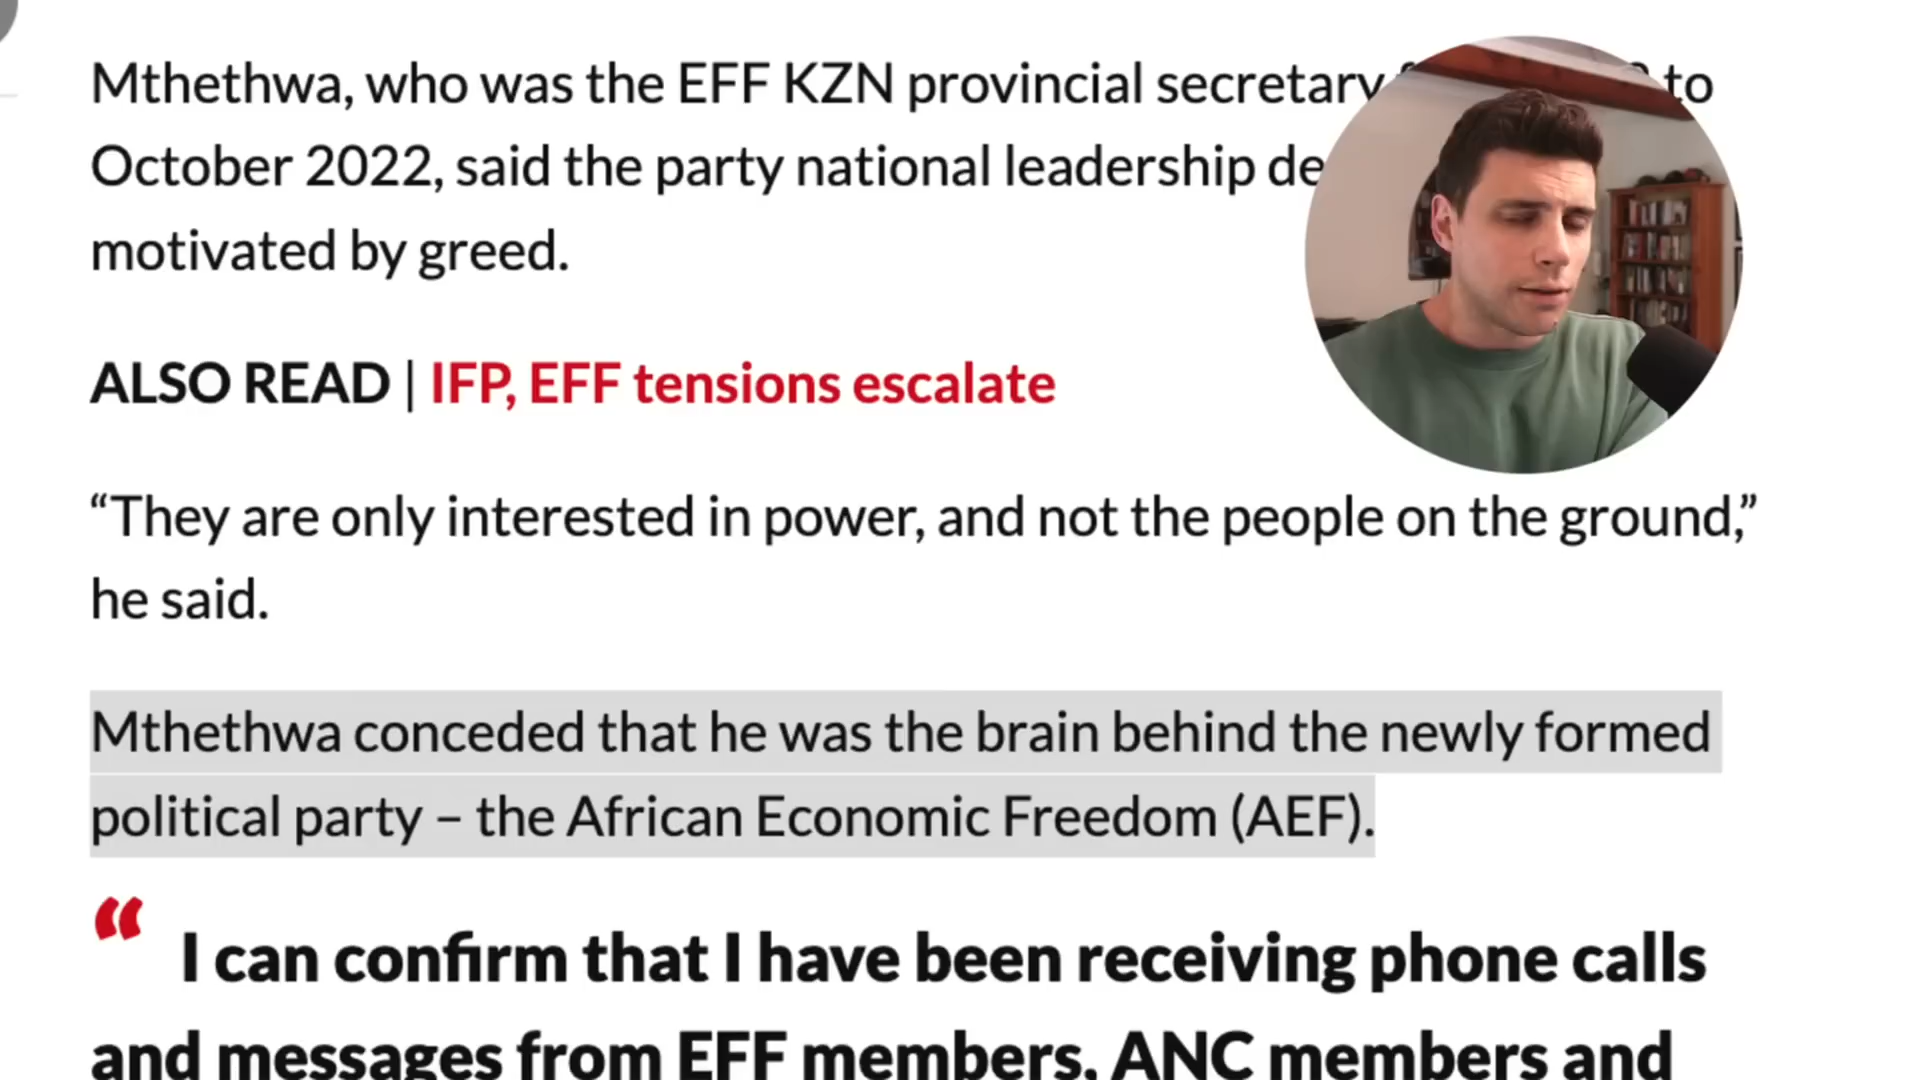 Mthethwa, who was the EFF KZN provincial secretary to
October 2022, said the party national leadership
motivated by greed.
ALSO READ | IFP, EFF tensions escalate
“They are only interested in power, and not the people on the ground,”
he said.
Mthethwa conceded that he was the brain behind the newly formed
political party – the African Economic Freedom (AEF).
“ I can confirm that I have been receiving phone calls
and messages from EFF members, ANC members and